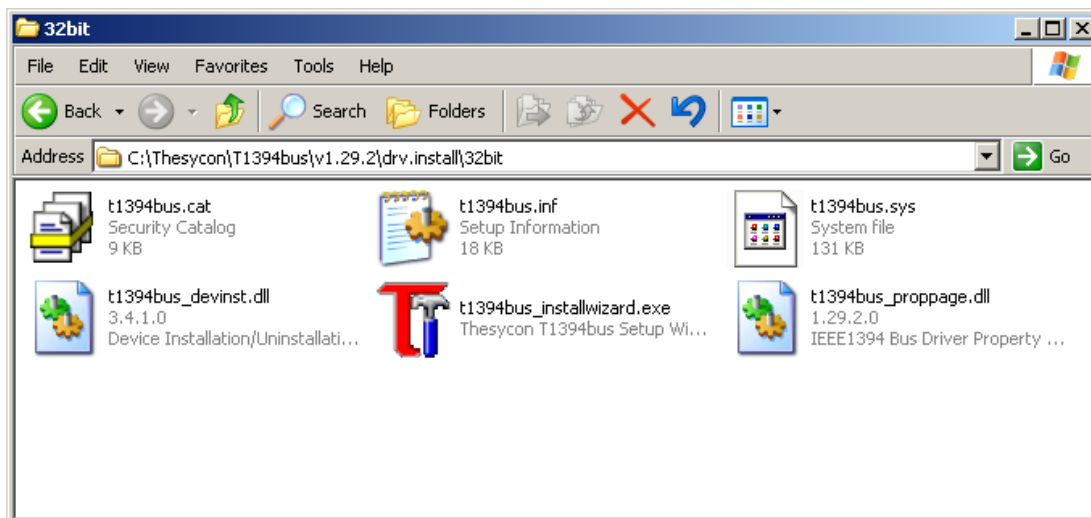 32bit
File Edit View Favorites Tools Help
Back Search Folders
Address C:\Thesycon\T1394bus\v1.29.2\drv.install\32bit Go
t1394bus.cat
Security Catalog
9 KB
t1394bus.inf
Setup Information
18 KB
t1394bus.sys
System file
131 KB
t1394bus_devinst.dll
3.4.1.0
Device Installation/Uninstallati...
t1394bus_installwizard.exe
Thesycon T1394bus Setup Wi...
t1394bus_proppage.dll
1.29.2.0
IEEE1394 Bus Driver Property ...